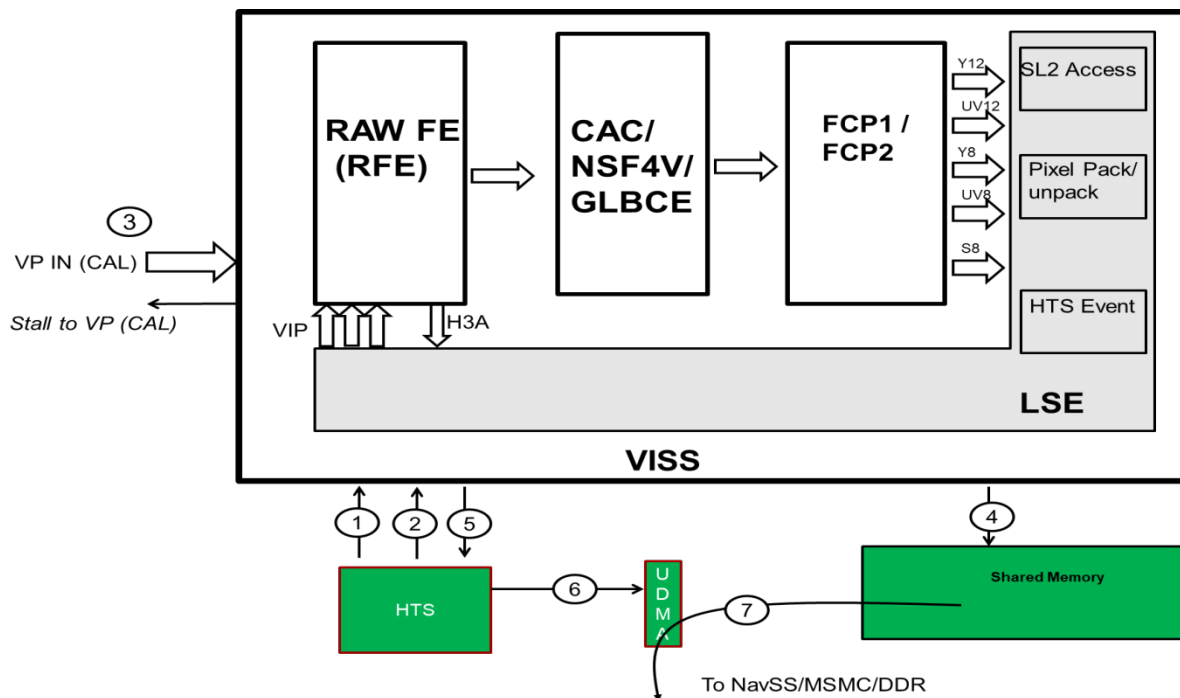 RAW FE
(RFE)
CAC/
NSF4V/
GLBCE
FCP1 /
FCP2
Y12
UV12
Y8
UV8
S8
SL2 Access
Pixel Pack/
unpack
HTS Event
LSE
3
VP IN (CAL)
Stall to VP (CAL)
VIP
H3A
VISS
1
2
5
4
HTS
6
U
D
M
A
7
Shared Memory
To NavSS/MSMC/DDR